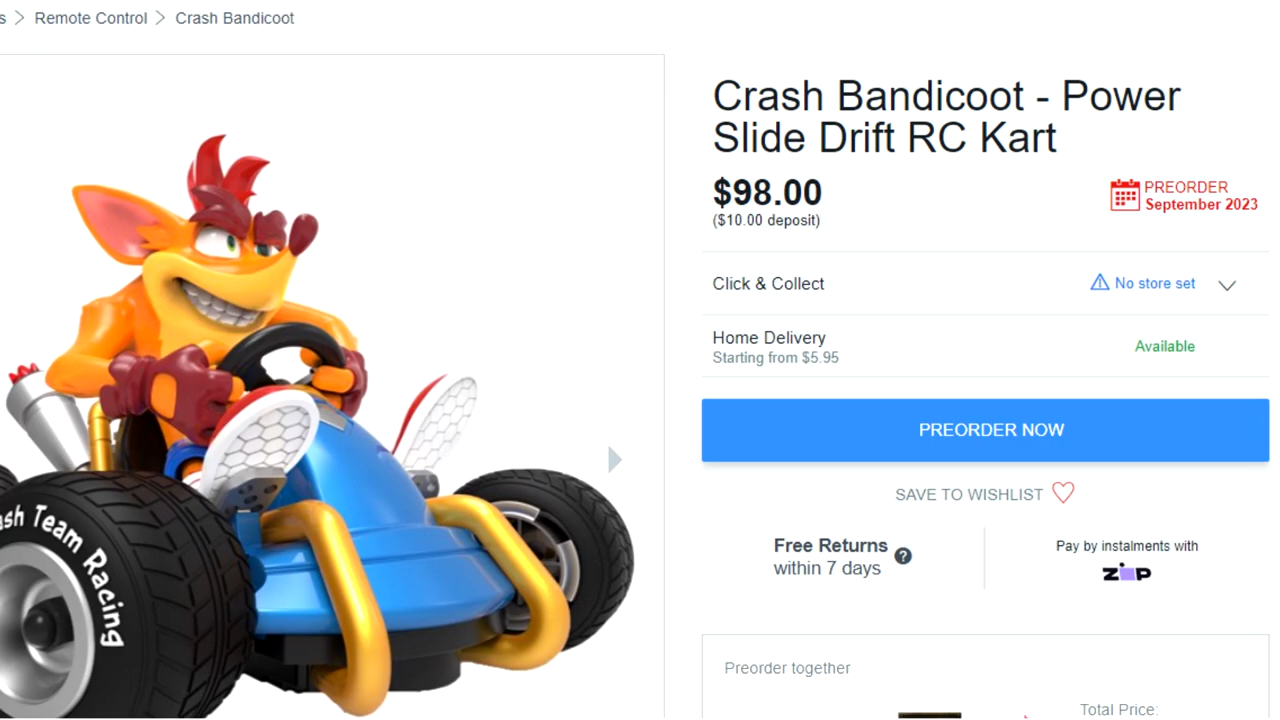 s > Remote Control > Crash Bandicoot
Crash Bandicoot - Power
Slide Drift RC Kart
$98.00
($10.00 deposit)
PREORDER
September 2023
Click & Collect
No store set
Home Delivery
Starting from $5.95
Available
PREORDER NOW
SAVE TO WISHLIST
Free Returns
within 7 days
Pay by instalments with
zip
Preorder together
Total Price:
ash Team Racing